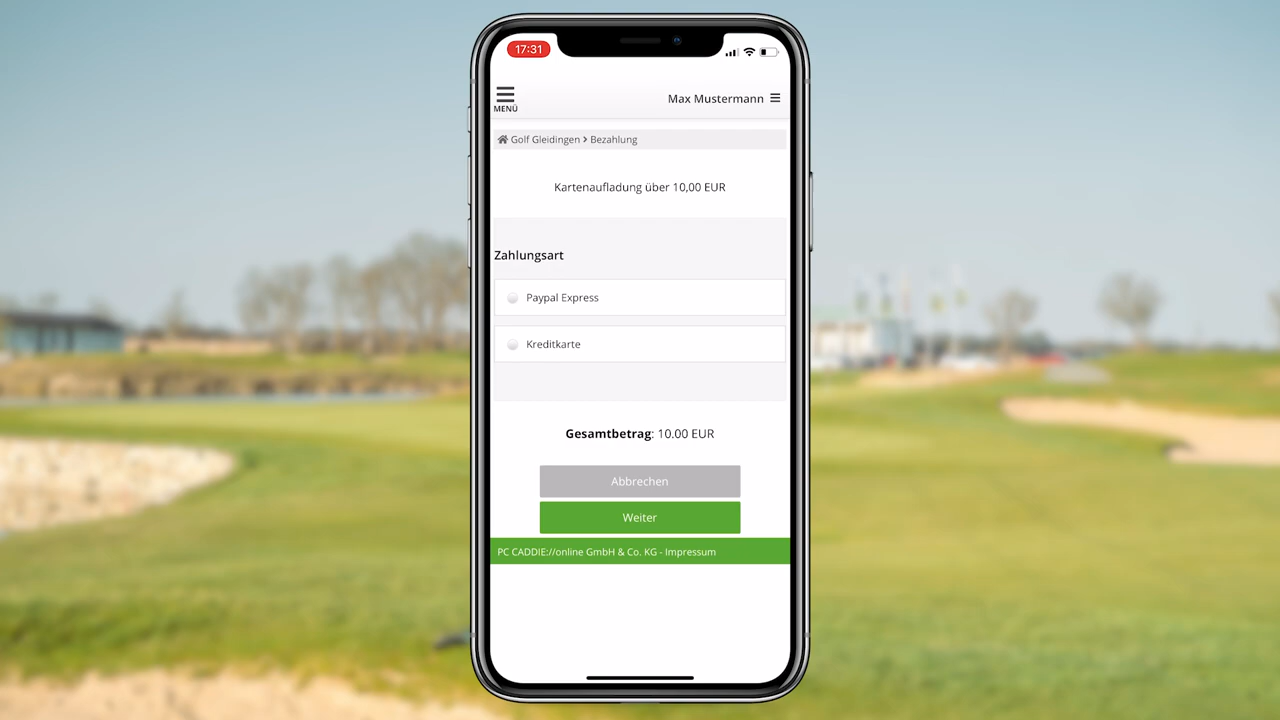 17:31
MENÜ
Max Mustermann
Golf Gleidingen > Bezahlung
Kartenaufladung über 10,00 EUR
Zahlungsart
Paypal Express
Kreditkarte
Gesamtbetrag: 10.00 EUR
Abbrechen
Weiter
PC CADDIE://online GmbH & Co. KG - Impressum